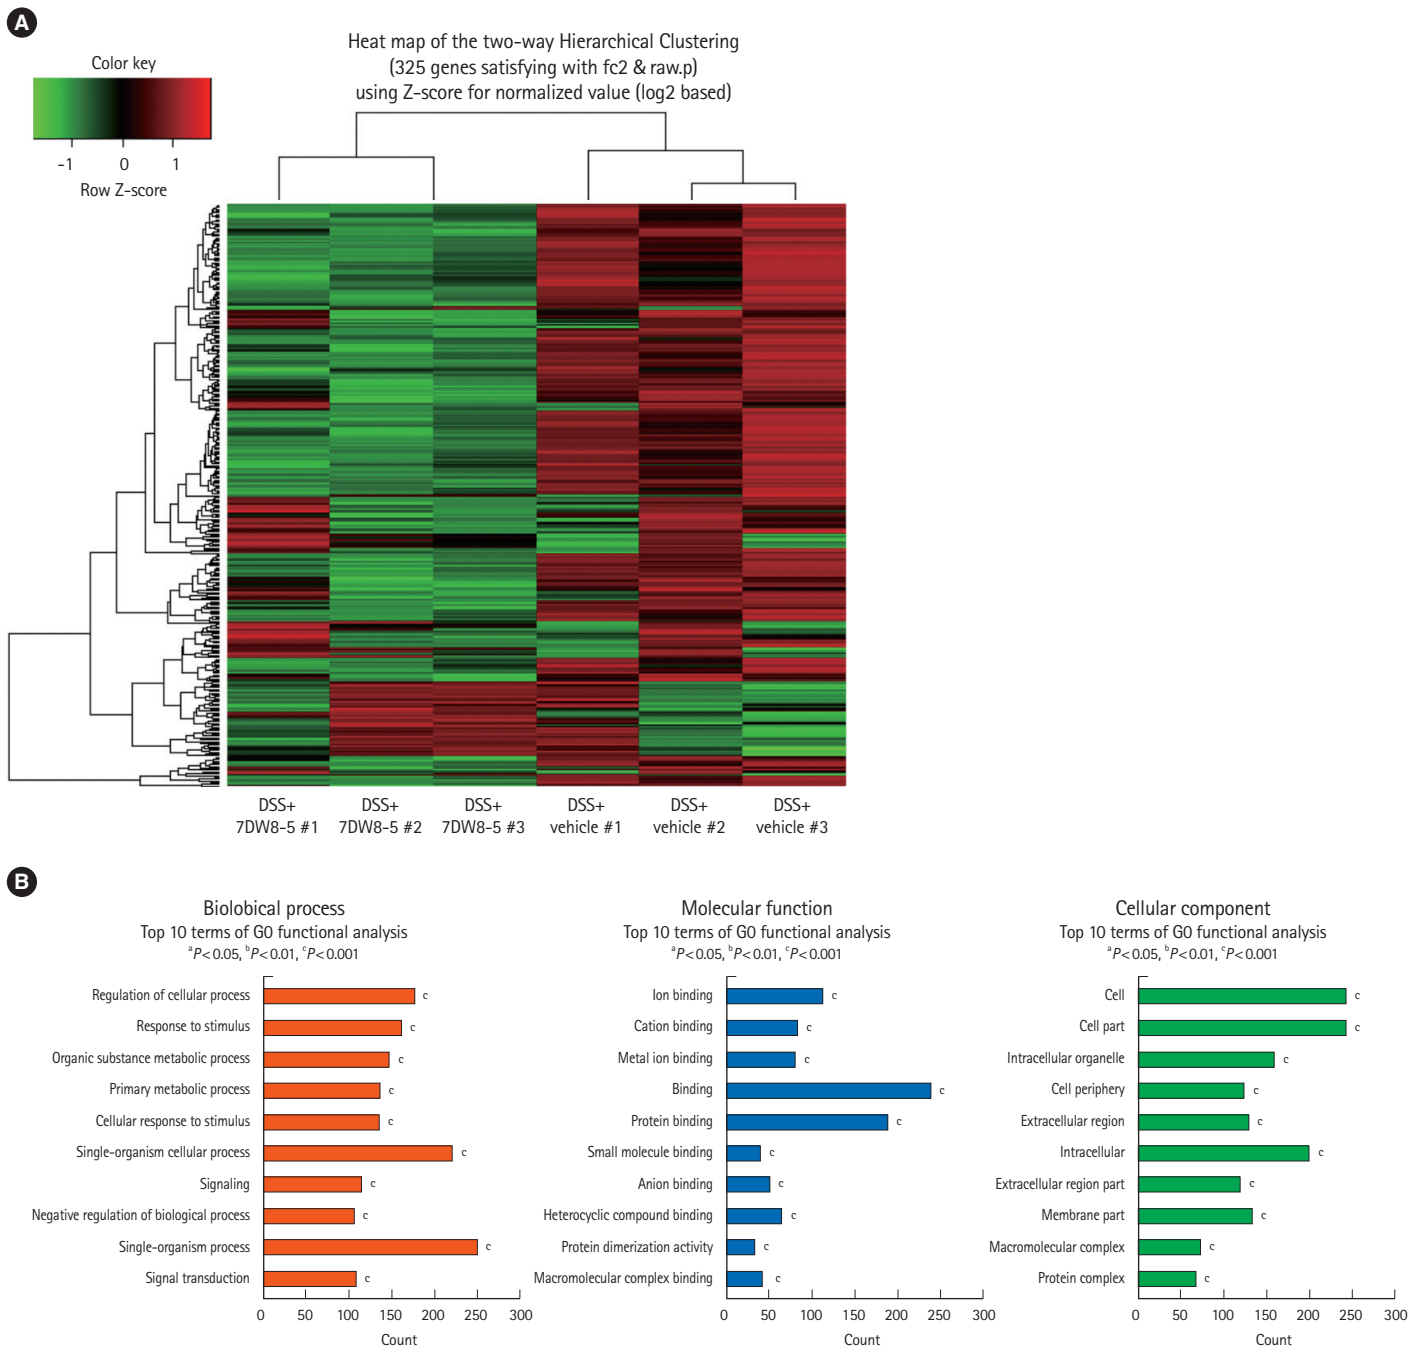 A
Heat map of the two-way Hierarchical Clustering
(325 genes satisfying with fc2 & raw.p)
using Z-score for normalized value (log2 based)
Color key
-1 0 1
Row Z-score
DSS+ DSS+ DSS+ DSS+ DSS+ DSS+
7DW8-5 #1 7DW8-5 #2 7DW8-5 #3 vehicle #1 vehicle #2 vehicle #3
B
Biolobical process
Top 10 terms of GO functional analysis
ᵃP<0.05, ᵇP<0.01, ᶜP<0.001
Regulation of cellular process c
Response to stimulus c
Organic substance metabolic process c
Primary metabolic process c
Cellular response to stimulus c
Single-organism cellular process c
Signaling c
Negative regulation of biological process c
Single-organism process c
Signal transduction c
0 50 100 150 200 250 300
Count
Molecular function
Top 10 terms of GO functional analysis
ᵃP<0.05, ᵇP<0.01, ᶜP<0.001
Ion binding c
Cation binding c
Metal ion binding c
Binding c
Protein binding c
Small molecule binding c
Anion binding c
Heterocyclic compound binding c
Protein dimerization activity c
Macromolecular complex binding c
0 50 100 150 200 250 300
Count
Cellular component
Top 10 terms of GO functional analysis
ᵃP<0.05, ᵇP<0.01, ᶜP<0.001
Cell c
Cell part c
Intracellular organelle c
Cell periphery c
Extracellular region c
Intracellular c
Extracellular region part c
Membrane part c
Macromolecular complex c
Protein complex c
0 50 100 150 200 250 300
Count